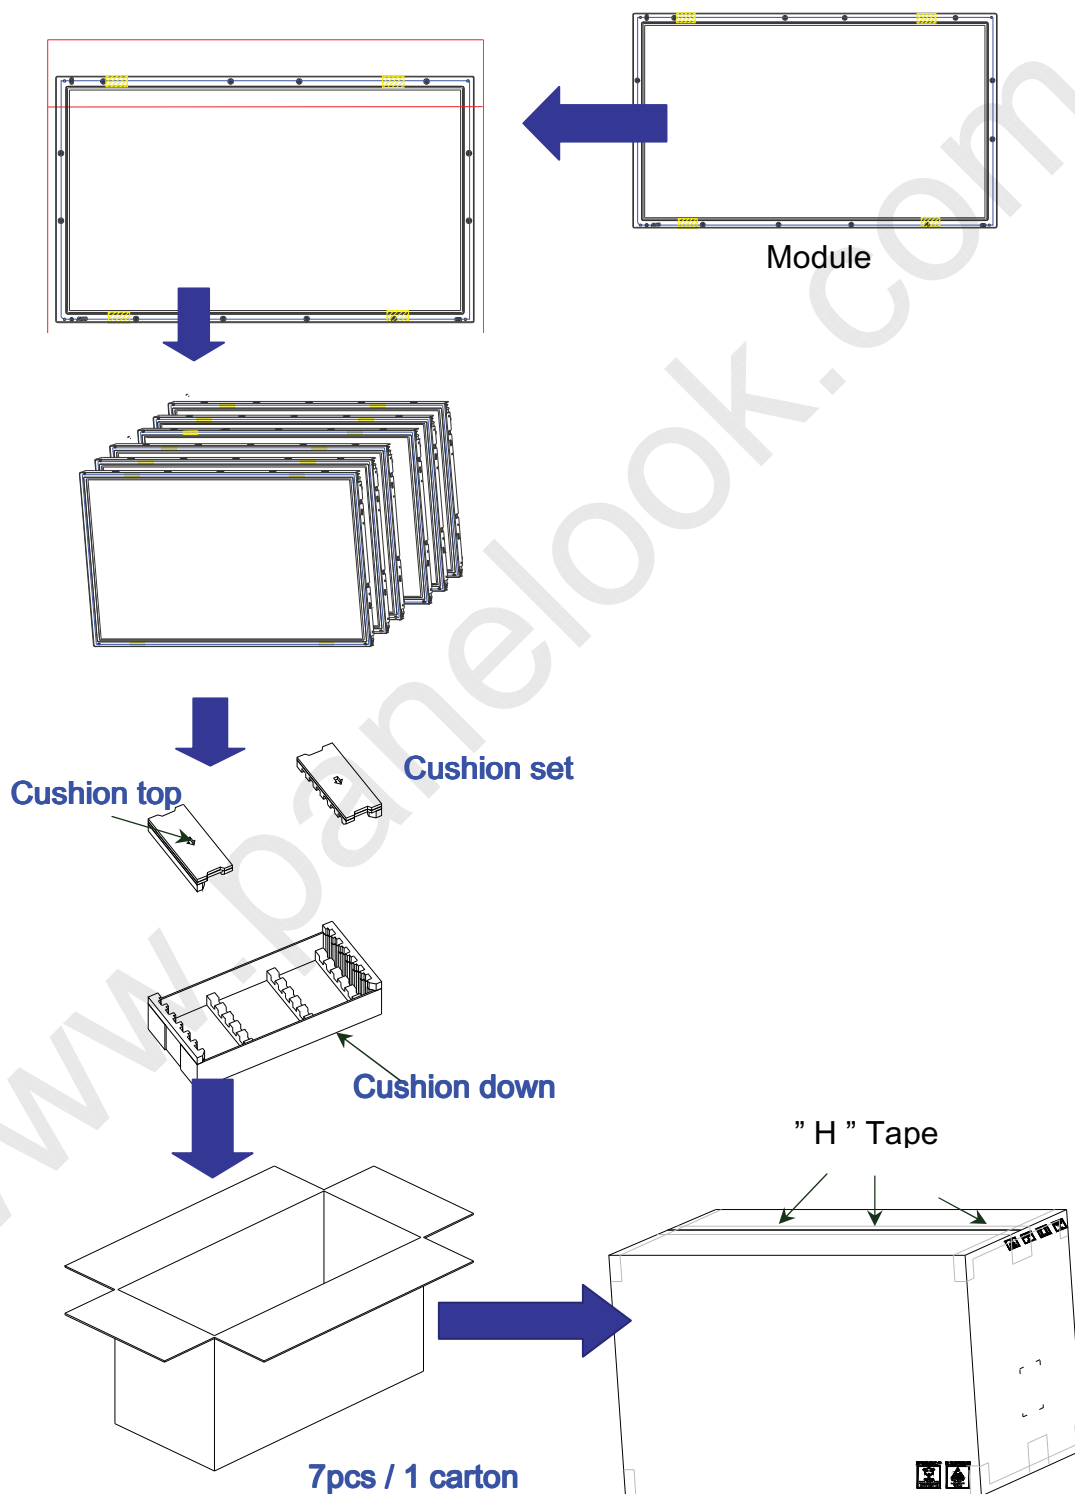 Module
Cushion set
Cushion top
Cushion down
” H ” Tape
7pcs / 1 carton
www.panelook.com